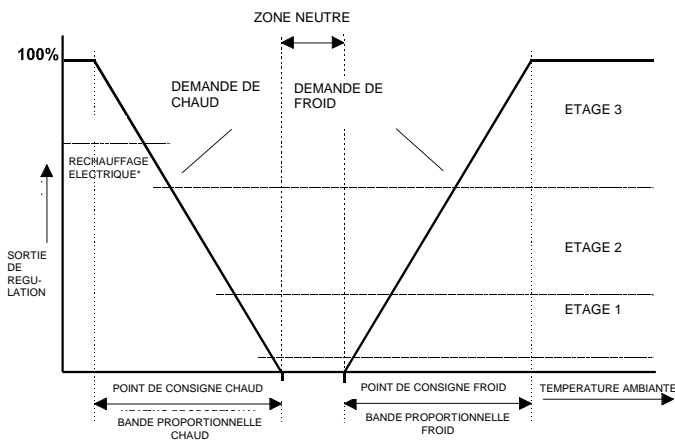 ZONE NEUTRE
100%
DEMANDE DE
CHAUD
DEMANDE DE
FROID
ETAGE 3
RECHAUFFAGE
ELECTRIQUE*
SORTIE
DE
REGU-
LATION
ETAGE 2
ETAGE 1
POINT DE CONSIGNE CHAUD
POINT DE CONSIGNE FROID
TEMPERATURE AMBIANTE
BANDE PROPORTIONNELLE
CHAUD
BANDE PROPORTIONNELLE
FROID